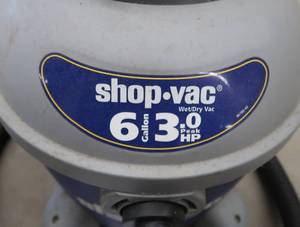 shop·vac®
Wet/Dry Vac
6 Gallon 3.0 Peak HP